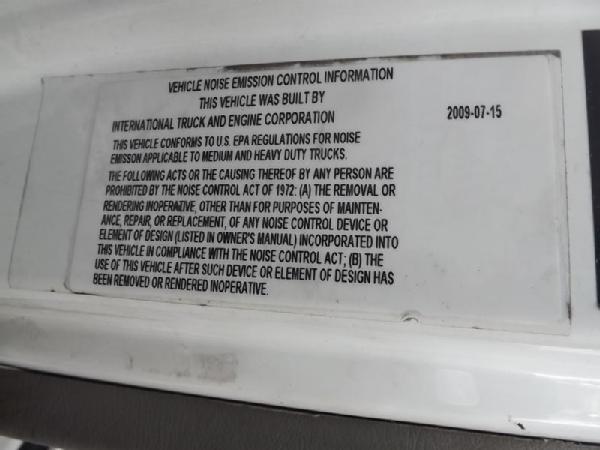 VEHICLE NOISE EMISSION CONTROL INFORMATION
THIS VEHICLE WAS BUILT BY
INTERNATIONAL TRUCK AND ENGINE CORPORATION 2009-07-15
THIS VEHICLE CONFORMS TO U.S. EPA REGULATIONS FOR NOISE
EMISSON APPLICABLE TO MEDIUM AND HEAVY DUTY TRUCKS.
THE FOLLOWING ACTS OR THE CAUSING THEREOF BY ANY PERSON ARE
PROHIBITED BY THE NOISE CONTROL ACT OF 1972: (A) THE REMOVAL OR
RENDERING INOPERATIVE, OTHER THAN FOR PURPOSES OF MAINTEN-
ANCE, REPAIR, OR REPLACEMENT, OF ANY NOISE CONTROL DEVICE OR
ELEMENT OF DESIGN (LISTED IN OWNER'S MANUAL) INCORPORATED INTO
THIS VEHICLE IN COMPLIANCE WITH THE NOISE CONTROL ACT; (B) THE
USE OF THIS VEHICLE AFTER SUCH DEVICE OR ELEMENT OF DESIGN HAS
BEEN REMOVED OR RENDERED INOPERATIVE.